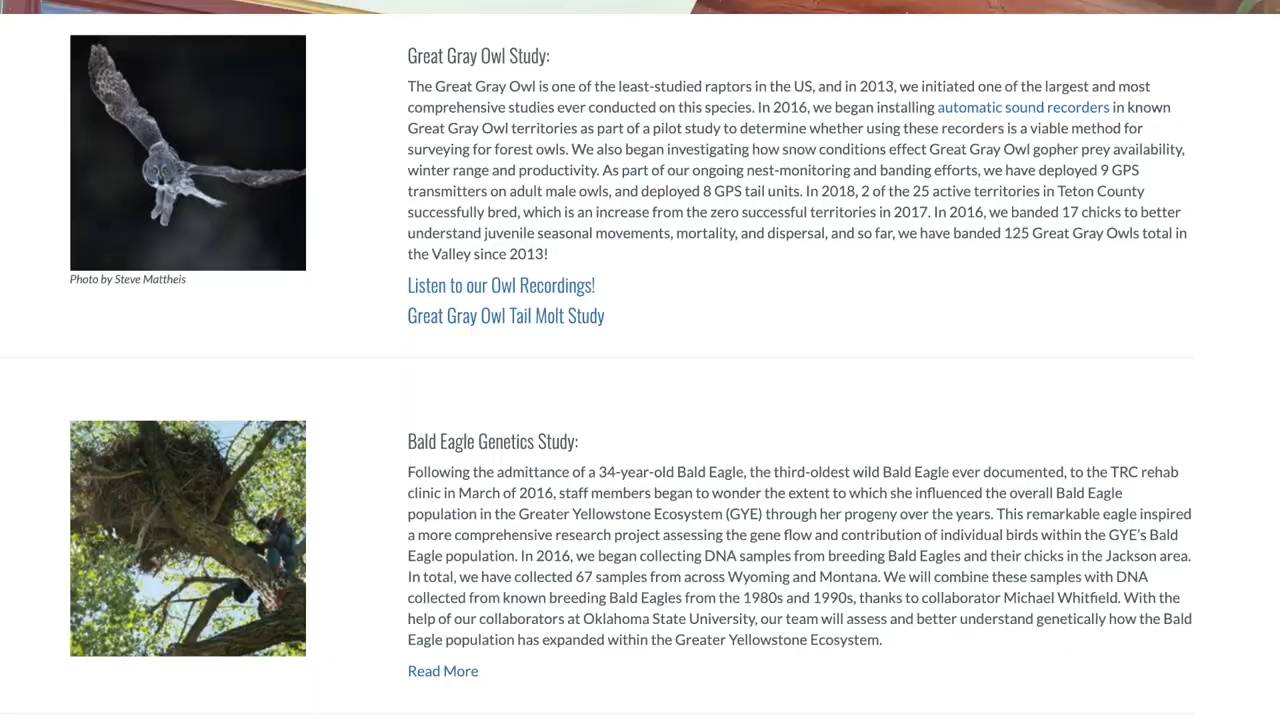 Great Gray Owl Study:
The Great Gray Owl is one of the least-studied raptors in the US, and in 2013, we initiated one of the largest and most
comprehensive studies ever conducted on this species. In 2016, we began installing automatic sound recorders in known
Great Gray Owl territories as part of a pilot study to determine whether using these recorders is a viable method for
surveying for forest owls. We also began investigating how snow conditions effect Great Gray Owl gopher prey availability,
winter range and productivity. As part of our ongoing nest-monitoring and banding efforts, we have deployed 9 GPS
transmitters on adult male owls, and deployed 8 GPS tail units. In 2018, 2 of the 25 active territories in Teton County
successfully bred, which is an increase from the zero successful territories in 2017. In 2016, we banded 17 chicks to better
understand juvenile seasonal movements, mortality, and dispersal, and so far, we have banded 125 Great Gray Owls total in
the Valley since 2013!
Photo by Steve Mattheis
Listen to our Owl Recordings!
Great Gray Owl Tail Molt Study
Bald Eagle Genetics Study:
Following the admittance of a 34-year-old Bald Eagle, the third-oldest wild Bald Eagle ever documented, to the TRC rehab
clinic in March of 2016, staff members began to wonder the extent to which she influenced the overall Bald Eagle
population in the Greater Yellowstone Ecosystem (GYE) through her progeny over the years. This remarkable eagle inspired
a more comprehensive research project assessing the gene flow and contribution of individual birds within the GYE's Bald
Eagle population. In 2016, we began collecting DNA samples from breeding Bald Eagles and their chicks in the Jackson area.
In total, we have collected 67 samples from across Wyoming and Montana. We will combine these samples with DNA
collected from known breeding Bald Eagles from the 1980s and 1990s, thanks to collaborator Michael Whitfield. With the
help of our collaborators at Oklahoma State University, our team will assess and better understand genetically how the Bald
Eagle population has expanded within the Greater Yellowstone Ecosystem.
Read More